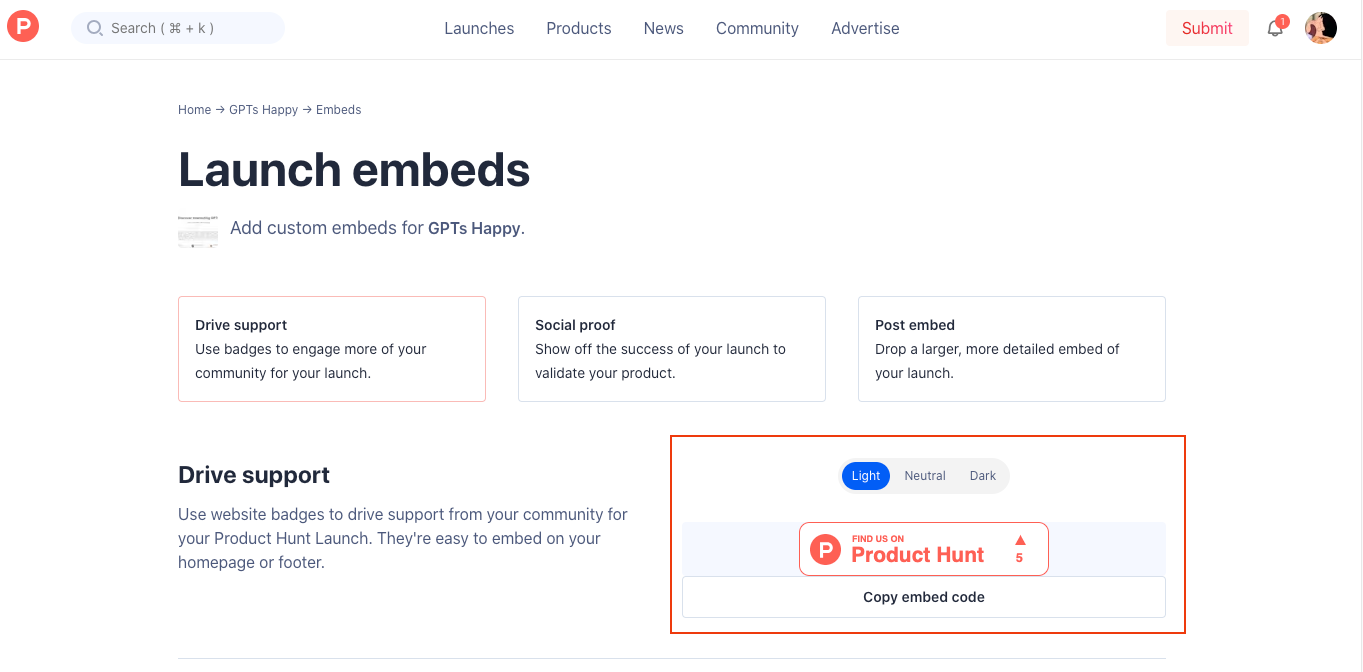 P
Search ( ⌘ + k )
Launches Products News Community Advertise
Submit
1
Home → GPTs Happy → Embeds
Launch embeds
Add custom embeds for GPTs Happy.
Drive support
Use badges to engage more of your
community for your launch.
Social proof
Show off the success of your launch to
validate your product.
Post embed
Drop a larger, more detailed embed of
your launch.
Drive support
Use website badges to drive support from your community for
your Product Hunt Launch. They're easy to embed on your
homepage or footer.
Light Neutral Dark
P
FIND US ON
Product Hunt
▲
5
Copy embed code